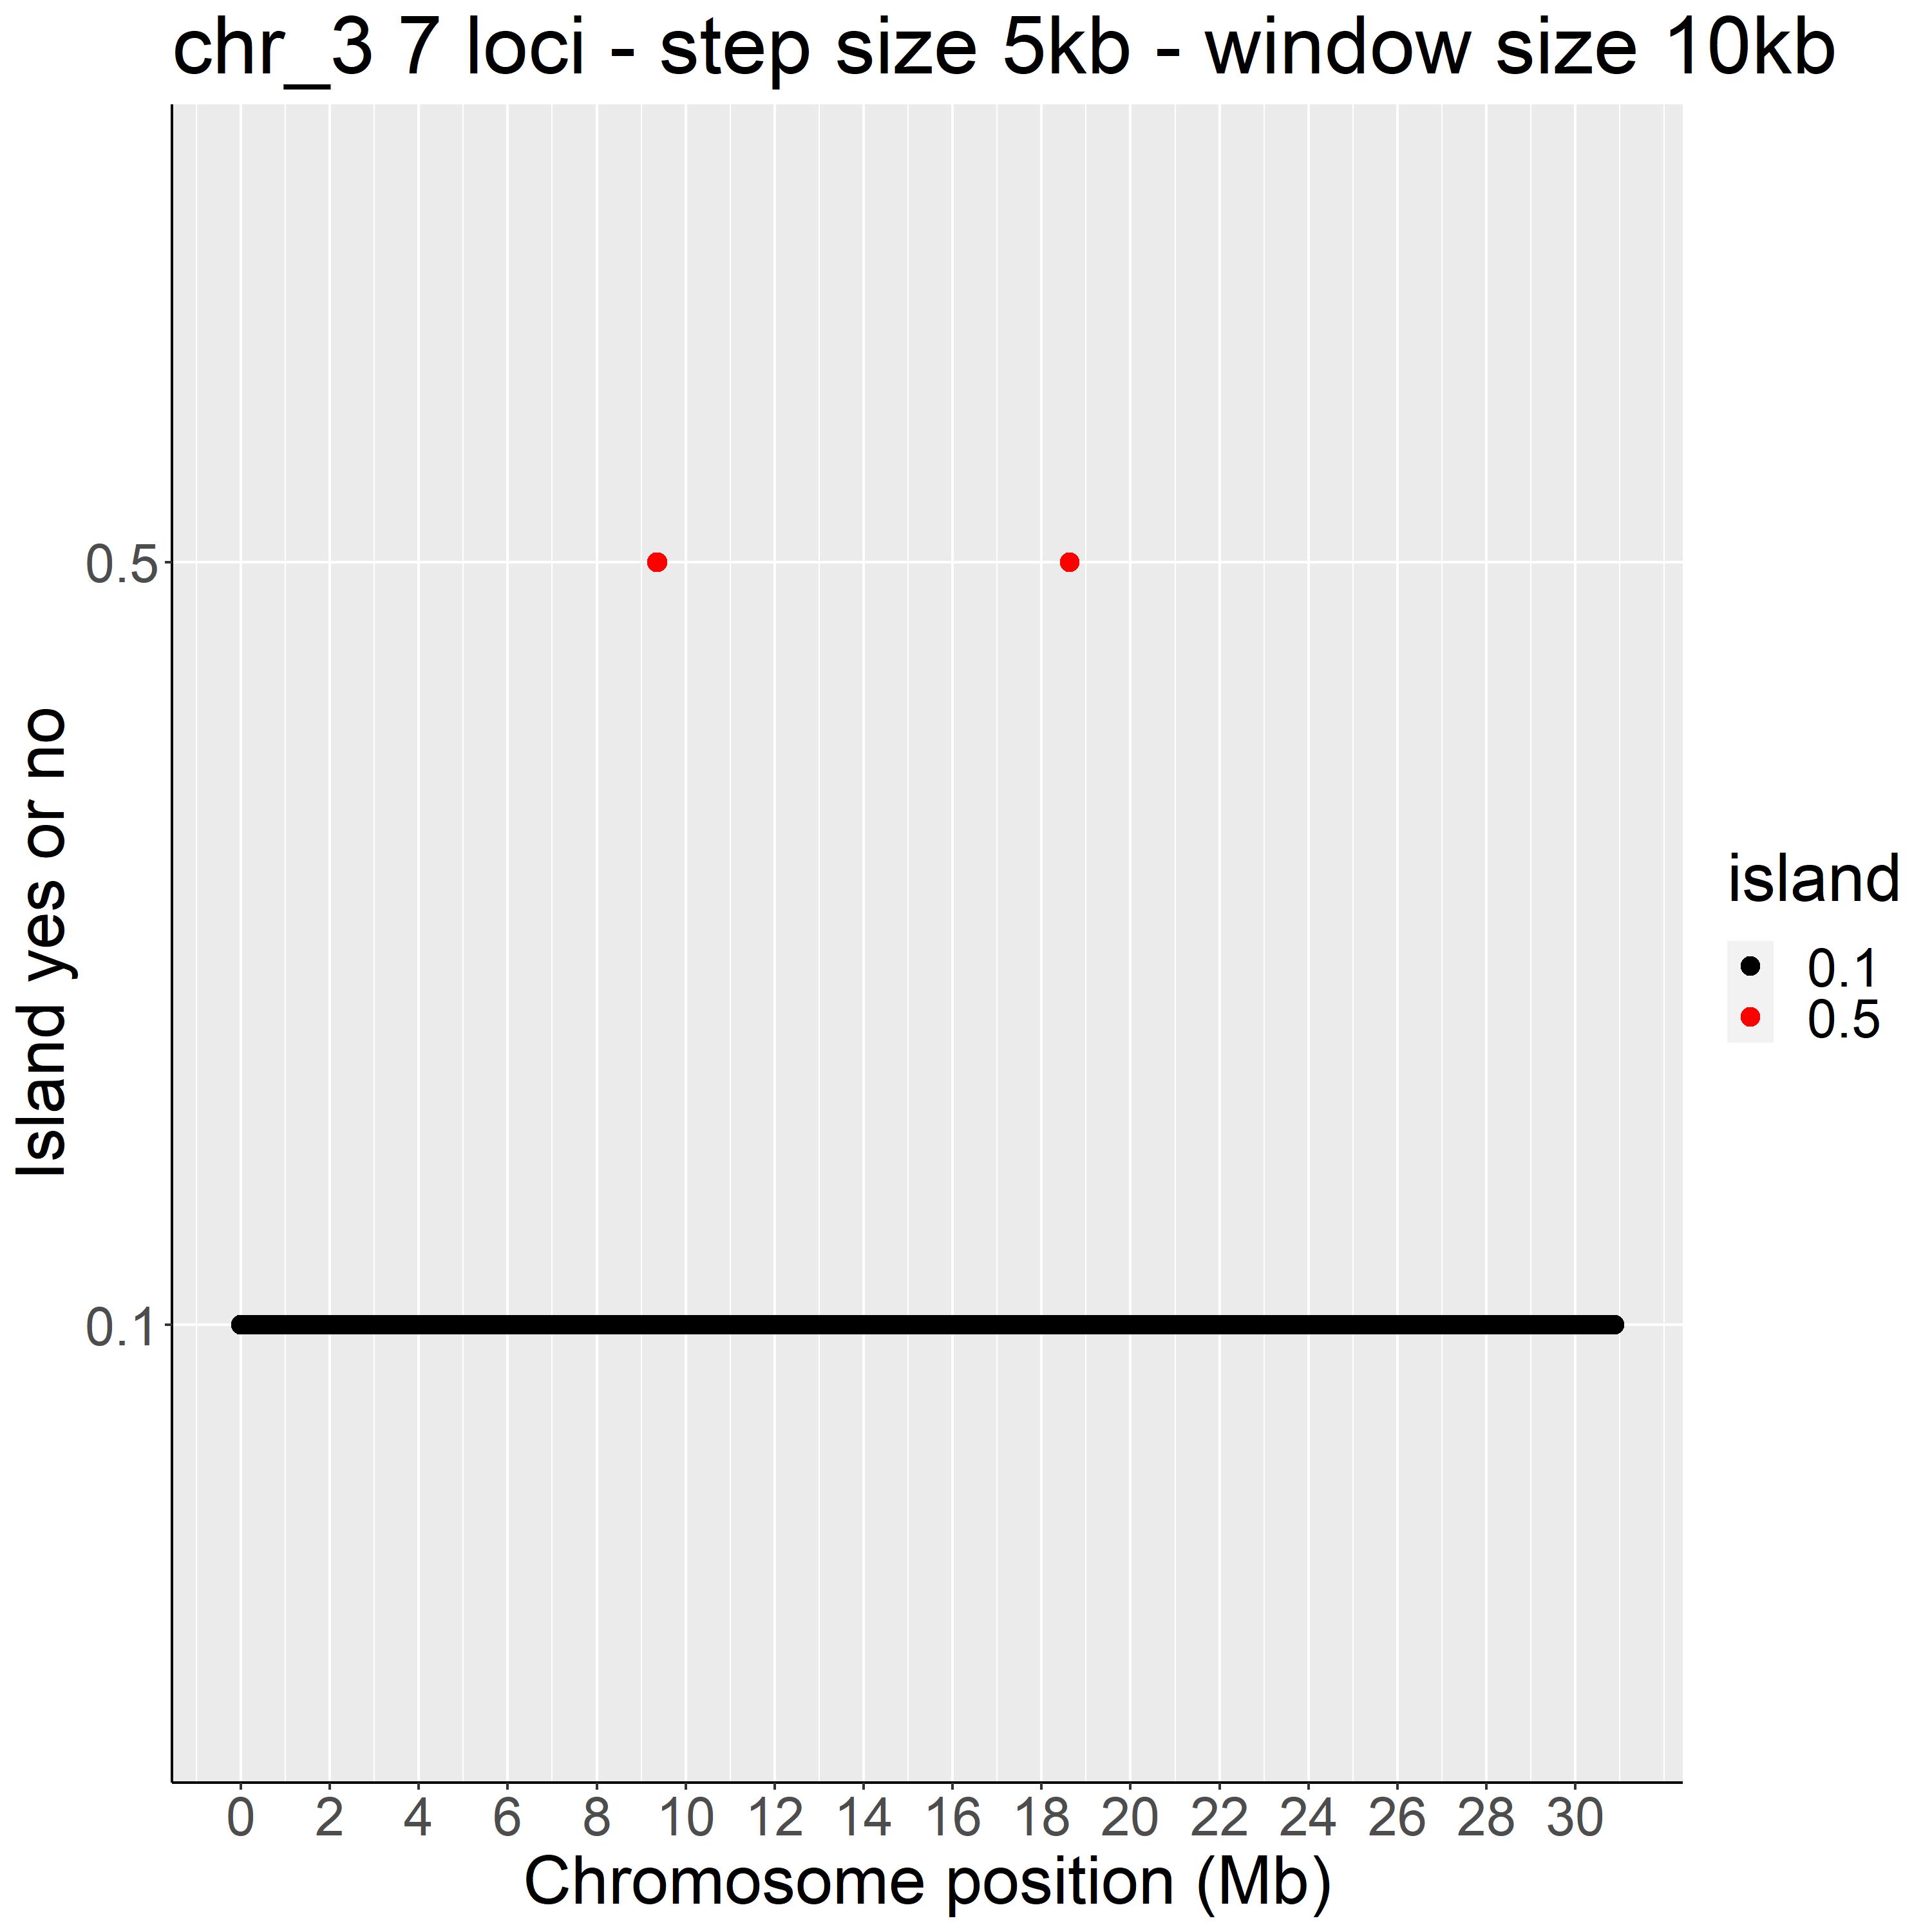 chr_3 7 loci - step size 5kb - window size 10kb
Island yes or no
0.5
0.1
island
0.1
0.5
0 2 4 6 8 10 12 14 16 18 20 22 24 26 28 30
Chromosome position (Mb)